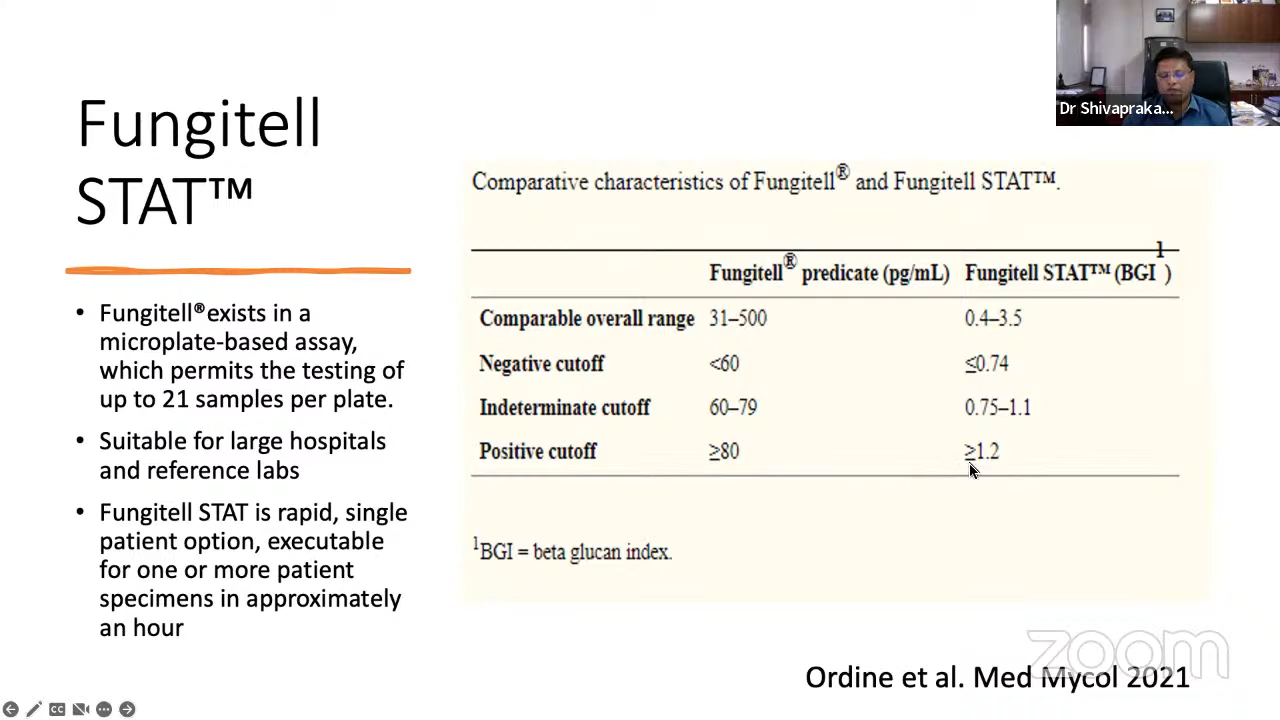 Fungitell
STAT™
• Fungitell®exists in a
microplate-based assay,
which permits the testing of
up to 21 samples per plate.
• Suitable for large hospitals
and reference labs
• Fungitell STAT is rapid, single
patient option, executable
for one or more patient
specimens in approximately
an hour
Comparative characteristics of Fungitell® and Fungitell STAT™.
Fungitell® predicate (pg/mL) Fungitell STAT™ (BGI¹)
Comparable overall range 31–500 0.4–3.5
Negative cutoff <60 ≤0.74
Indeterminate cutoff 60–79 0.75–1.1
Positive cutoff ≥80 ≥1.2
¹BGI = beta glucan index.
Ordine et al. Med Mycol 2021
Dr Shivapraka...
zoom
CC